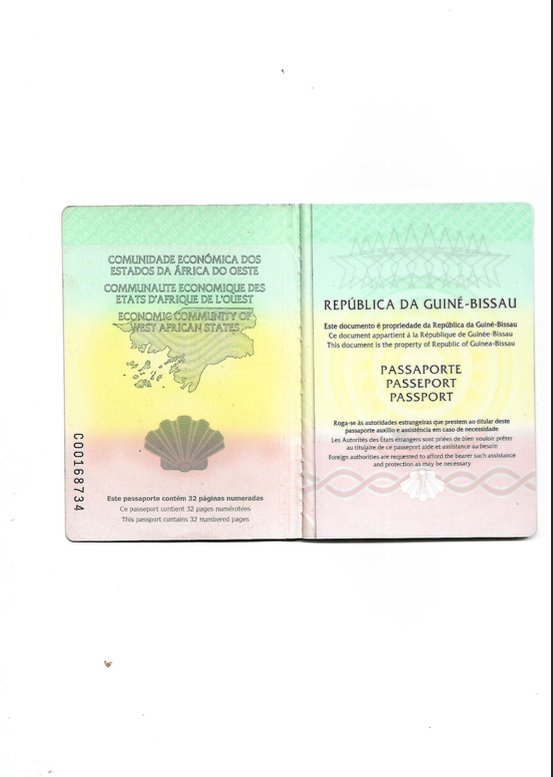 COMUNIDADE ECONÓMICA DOS
ESTADOS DA ÁFRICA DO OESTE
COMMUNAUTE ECONOMIQUE DES
ETATS D'AFRIQUE DE L'OUEST
ECONOMIC COMMUNITY OF
WEST AFRICAN STATES
C00168734
Este passaporte contêm 32 páginas numeradas
Ce passeport contient 32 pages numérotées
This passport contains 32 numbered pages
REPÚBLICA DA GUINÉ-BISSAU
Este documento é propriedade da República da Guiné-Bissau
Ce document appartient à la République de Guinée-Bissau
This document is the property of Republic of Guinea-Bissau
PASSAPORTE
PASSEPORT
PASSPORT
Roga-se às autoridades estrangeiras que prestem ao titular deste
passaporte auxílio e assistência em caso de necessidade
Les Autorités des États étrangers sont priées de bien vouloir prêter
au titulaire de ce passeport aide et assistance au besoin
Foreign authorities are requested to afford the bearer such assistance
and protection as may be necessary